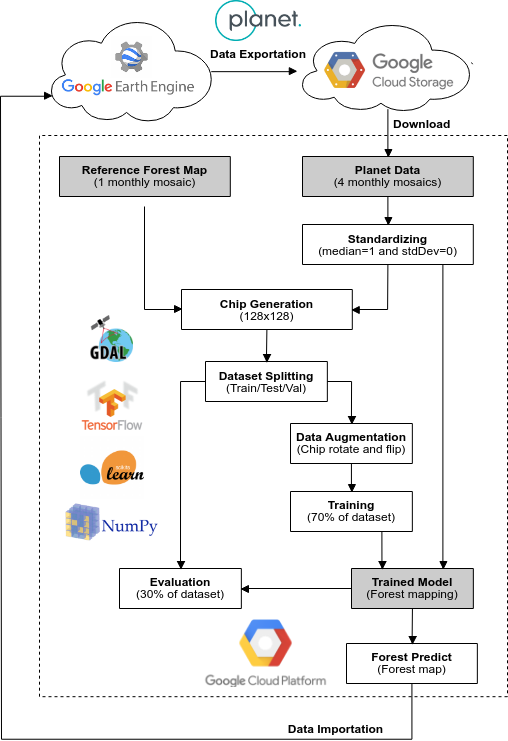 planet.
Data Exportation
Google Earth Engine
Google
Cloud Storage
Download
Reference Forest Map
(1 monthly mosaic)
Planet Data
(4 monthly mosaics)
Standardizing
(median=1 and stdDev=0)
Chip Generation
(128x128)
GDAL
Dataset Splitting
(Train/Test/Val)
TensorFlow
Data Augmentation
(Chip rotate and flip)
learn
Training
(70% of dataset)
NumPy
Evaluation
(30% of dataset)
Trained Model
(Forest mapping)
Google Cloud Platform
Forest Predict
(Forest map)
Data Importation